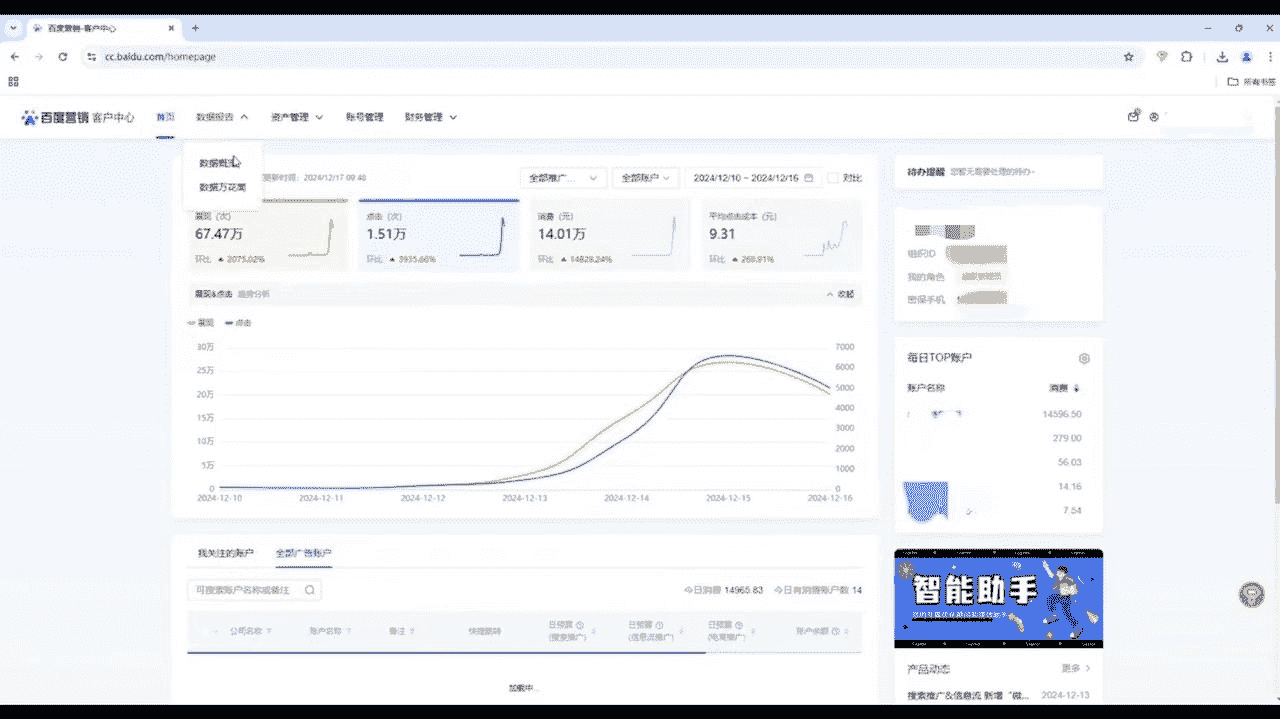 百度营销-客户中心
cc.baidu.com/homepage
所有书签
百度营销 客户中心 首页 数据报告 资产管理 账号管理 财务管理
数据概览
数据万花筒
更新时间：2024/12/17 09:48 全部推广... 全部账户 2024/12/10 ~ 2024/12/16 对比
展现（次） 点击（次） 消费（元） 平均点击成本（元）
67.47万 1.51万 14.01万 9.31
环比 2075.02% 环比 3935.66% 环比 14829.24% 环比 268.91%
展现&点击 趋势分析 收起
展现 点击
30万 7000
25万 6000
20万 5000
15万 4000
3000
10万 2000
5万 1000
0 0
2024-12-10 2024-12-11 2024-12-12 2024-12-13 2024-12-14 2024-12-15 2024-12-16
我关注的账户 全部广告账户
可搜索账户名称或备注 今日消费 14965.83 今日有消费账户数 14
公司名称 账户名称 备注 快捷跳转 日预算（搜索推广） 日预算（信息流推广） 日预算（电商推广） 账户余额
加载中...
待办提醒 您暂无需要处理的待办~
组织ID
我的角色
密保手机
每日TOP账户
账户名称 消费
14596.50
279.00
56.03
14.16
7.54
智能助手
产品动态 更多
搜索推广&信息流 新增“微... 2024-12-13